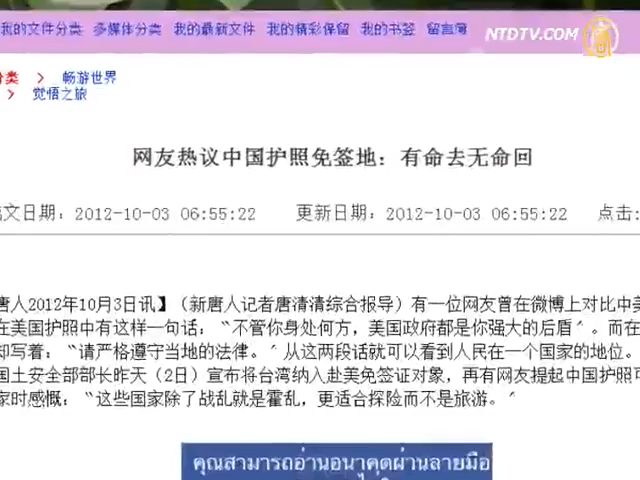 我的文件分类 多媒体分类 我的最新文件 我的精彩保留 我的书签 留言簿
NTDTV.COM
分类 > 畅游世界
> 觉悟之旅
网友热议中国护照免签地：有命去无命回
文日期：2012-10-03 06:55:22 更新日期：2012-10-03 06:55:22 点击:
唐人2012年10月3日讯】（新唐人记者唐清清综合报导）有一位网友曾在微博上对比中美
在美国护照中有这样一句话：“不管你身处何方，美国政府都是你强大的后盾”。而在
却写着：“请严格遵守当地的法律。”从这两段话就可以看到人民在一个国家的地位。
国土安全部部长昨天（2日）宣布将台湾纳入赴美免签证对象，再有网友提起中国护照可
家时感慨：“这些国家除了战乱就是霍乱，更适合探险而不是旅游。”
คุณสามารถอ่านอนาคตผ่านลายมือ